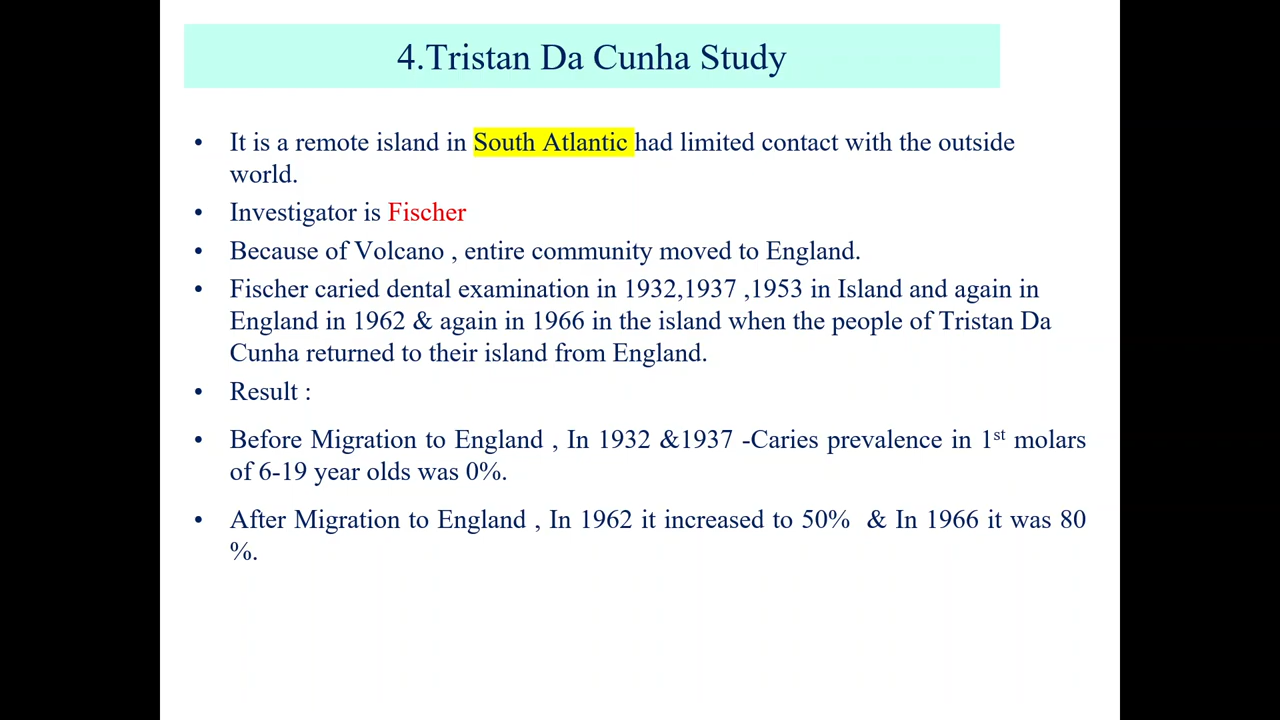 4.Tristan Da Cunha Study
• It is a remote island in South Atlantic had limited contact with the outside
world.
• Investigator is Fischer
• Because of Volcano , entire community moved to England.
• Fischer caried dental examination in 1932,1937 ,1953 in Island and again in
England in 1962 & again in 1966 in the island when the people of Tristan Da
Cunha returned to their island from England.
• Result :
• Before Migration to England , In 1932 &1937 -Caries prevalence in 1st molars
of 6-19 year olds was 0%.
• After Migration to England , In 1962 it increased to 50% & In 1966 it was 80
%.